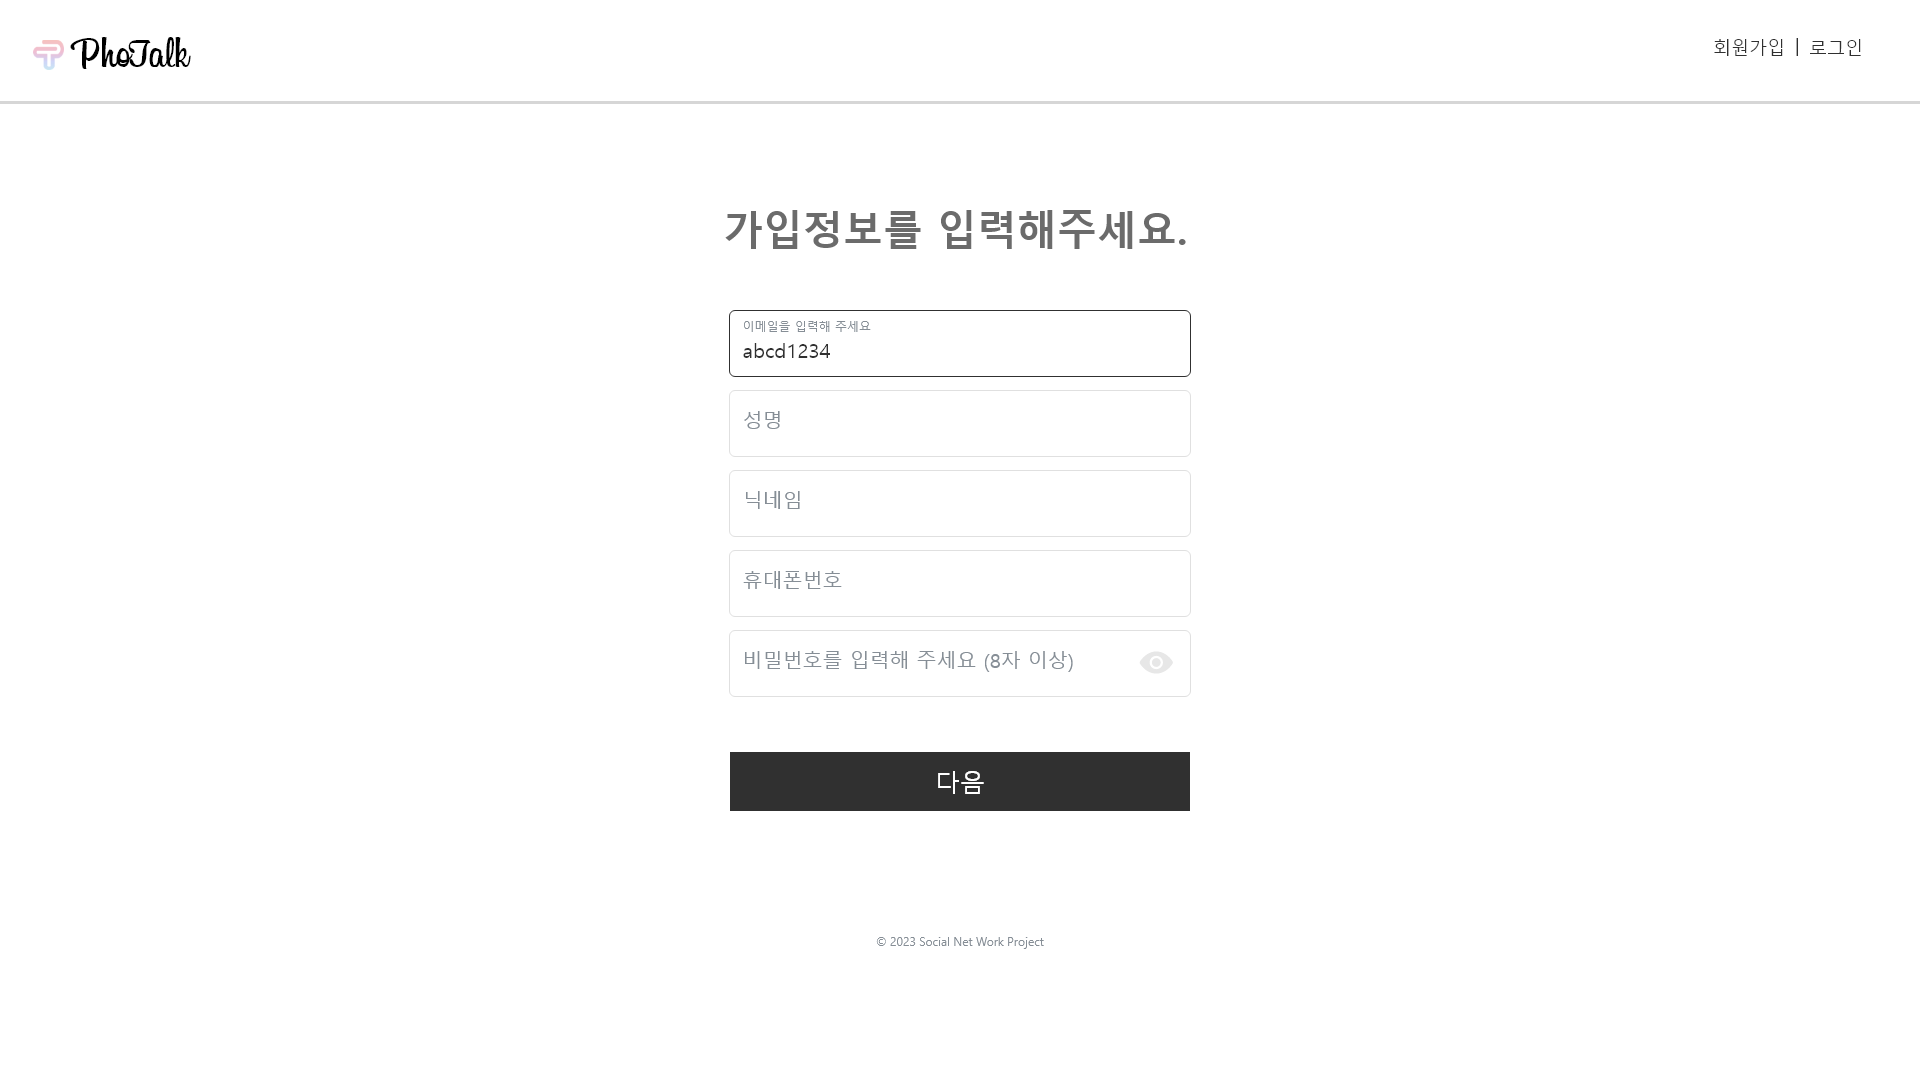 PhoTalk
회원가입 | 로그인
가입정보를 입력해주세요.
이메일을 입력해 주세요
abcd1234
성명
닉네임
휴대폰번호
비밀번호를 입력해 주세요 (8자 이상)
다음
© 2023 Social Net Work Project